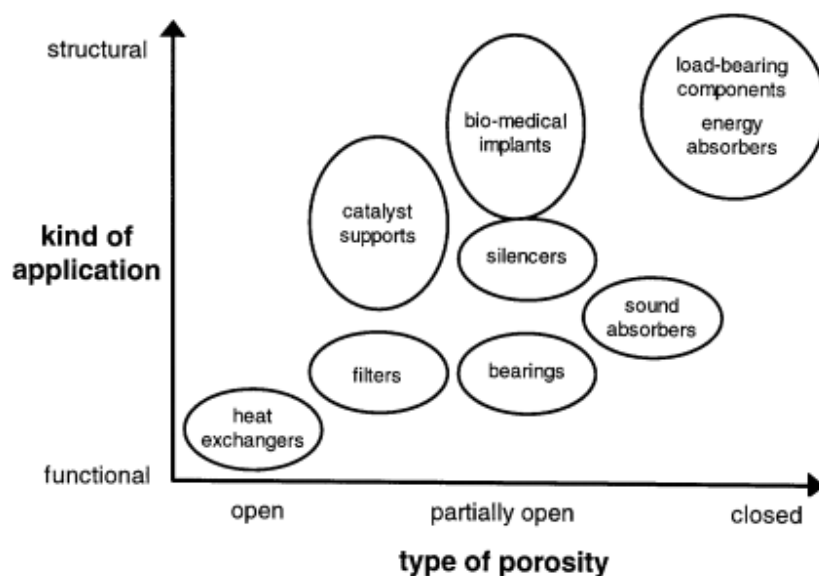 structural
load-bearing
components
energy
absorbers
bio-medical
implants
catalyst
supports
kind of
application
silencers
sound
absorbers
filters
bearings
heat
exchangers
functional
open
partially open
closed
type of porosity